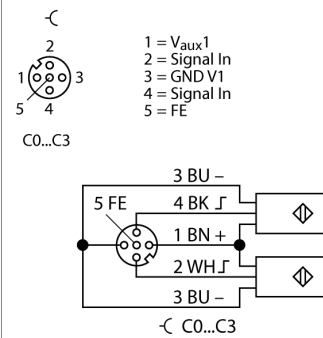 2
1
3
5
4
C0...C3
1 = Vaux1
2 = Signal In
3 = GND V1
4 = Signal In
5 = FE
3 BU –
5 FE
4 BK
1 BN +
2 WH
3 BU –
C0...C3